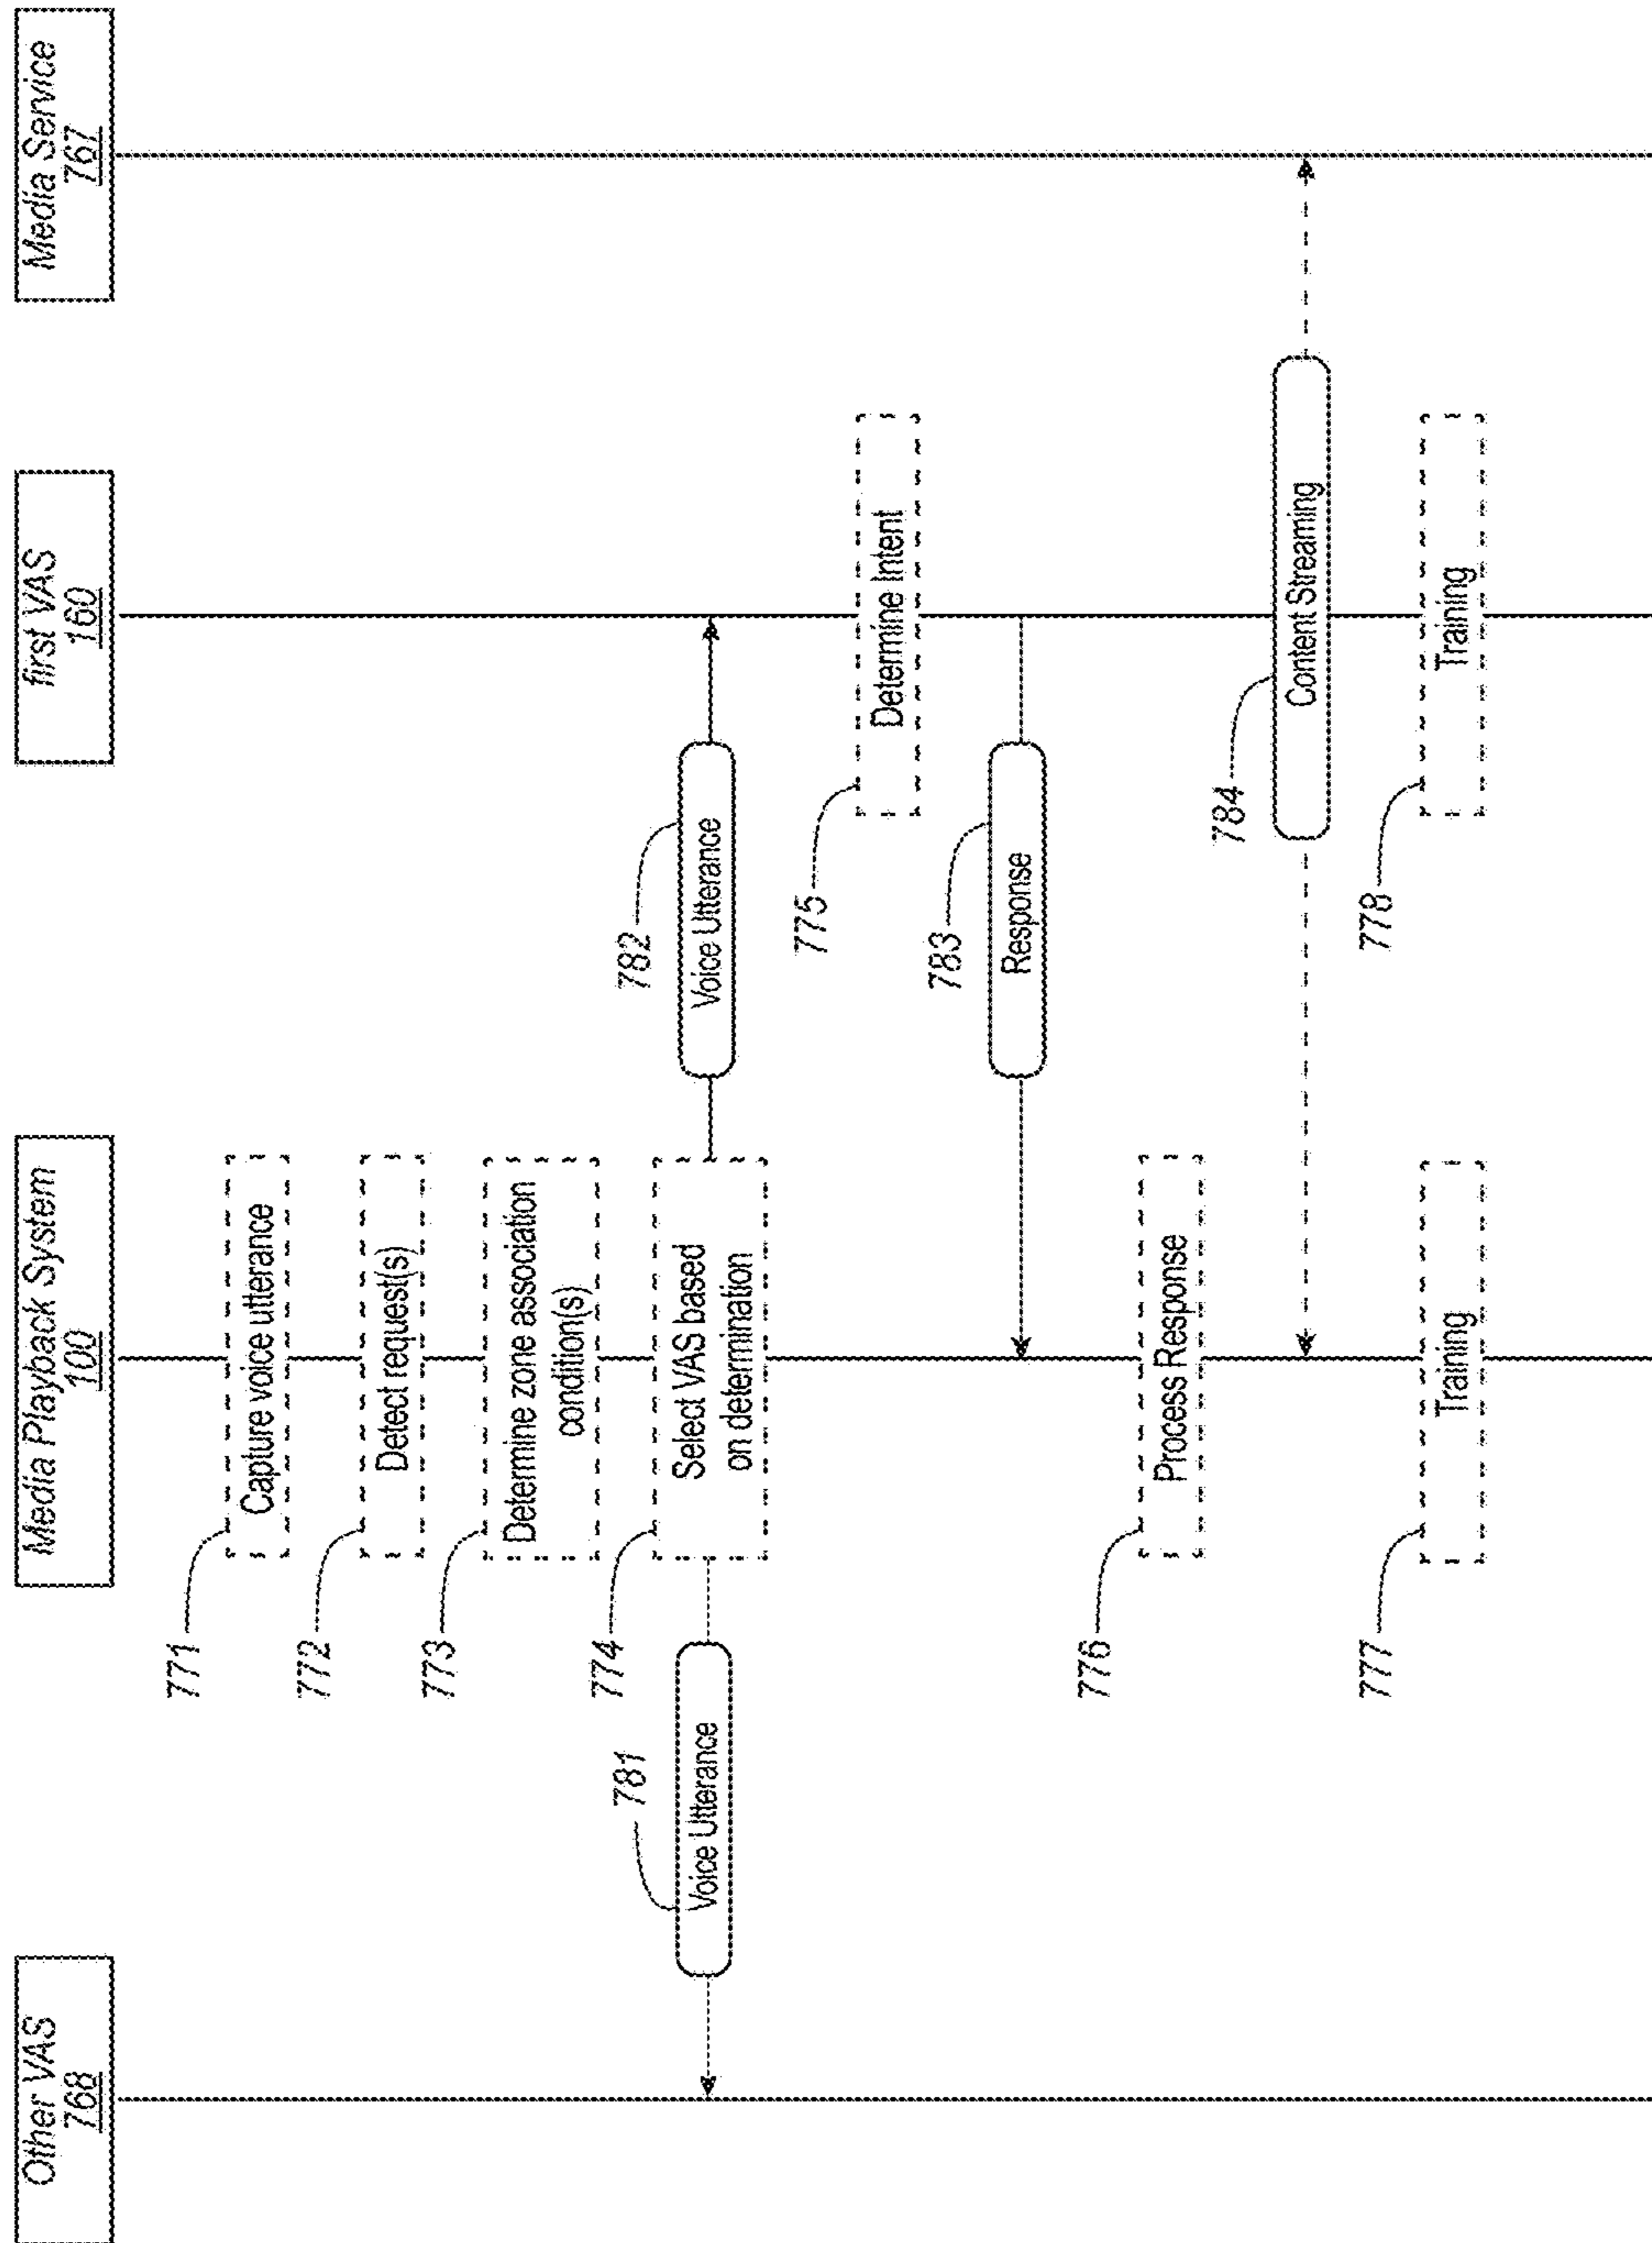 Other VAS
768
Media Playback System
100
first VAS
160
Media Service
767
771
Capture voice utterance
772
Detect request(s)
773
Determine zone association
condition(s)
774
Select VAS based
on determination
781
Voice Utterance
782
Voice Utterance
775
Determine Intent
783
Response
776
Process Response
784
Content Streaming
777
Training
778
Training